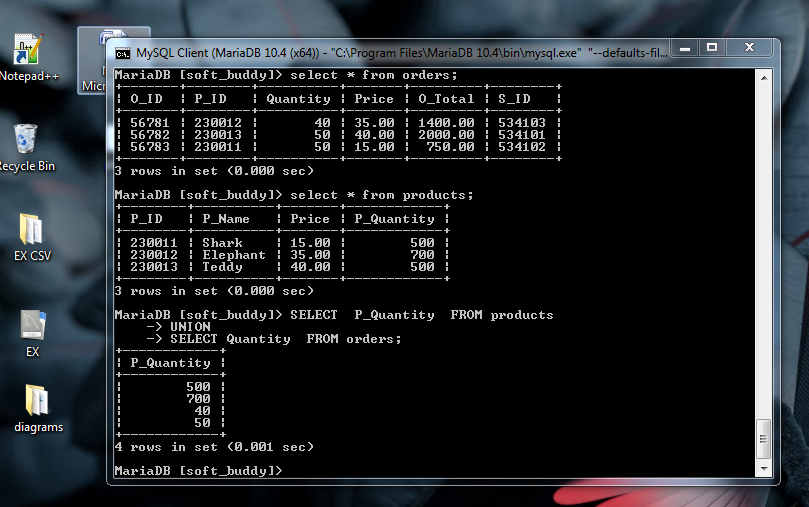 MySQL Client (MariaDB 10.4 (x64)) - "C:\Program Files\MariaDB 10.4\bin\mysql.exe" "--defaults-fil...
Notepad++
Micr
Recycle Bin
EX CSV
EX
diagrams
MariaDB [soft_buddy]> select * from orders;
+-------+--------+----------+-------+---------+--------+
| O_ID | P_ID | Quantity | Price | O_Total | S_ID |
+-------+--------+----------+-------+---------+--------+
| 56781 | 230012 | 40 | 35.00 | 1400.00 | 534103 |
| 56782 | 230013 | 50 | 40.00 | 2000.00 | 534101 |
| 56783 | 230011 | 50 | 15.00 | 750.00 | 534102 |
+-------+--------+----------+-------+---------+--------+
3 rows in set (0.000 sec)
MariaDB [soft_buddy]> select * from products;
+--------+----------+-------+------------+
| P_ID | P_Name | Price | P_Quantity |
+--------+----------+-------+------------+
| 230011 | Shark | 15.00 | 500 |
| 230012 | Elephant | 35.00 | 700 |
| 230013 | Teddy | 40.00 | 500 |
+--------+----------+-------+------------+
3 rows in set (0.000 sec)
MariaDB [soft_buddy]> SELECT P_Quantity FROM products
-> UNION
-> SELECT Quantity FROM orders;
+------------+
| P_Quantity |
+------------+
| 500 |
| 700 |
| 40 |
| 50 |
+------------+
4 rows in set (0.001 sec)
MariaDB [soft_buddy]>